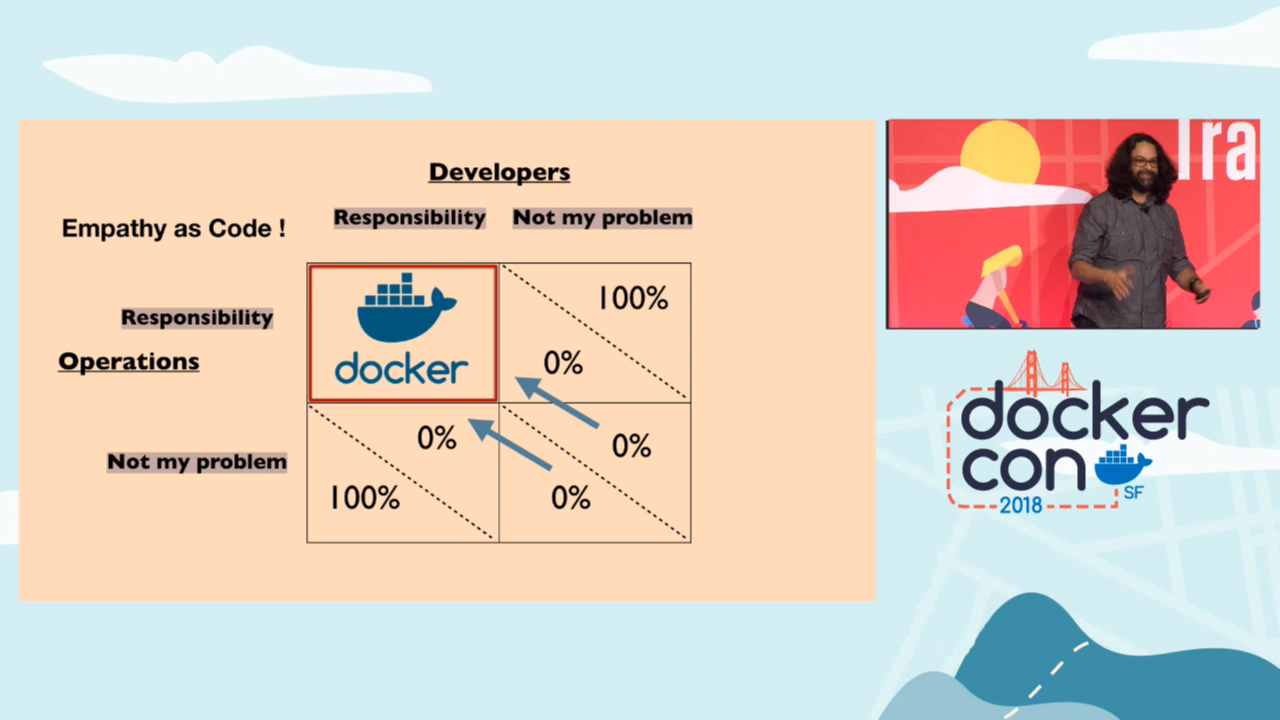 Developers
Empathy as Code !
Responsibility
Not my problem
Responsibility
docker
100%
0%
Operations
Not my problem
0%
100%
0%
0%
Tra
docker
con
2018
SF